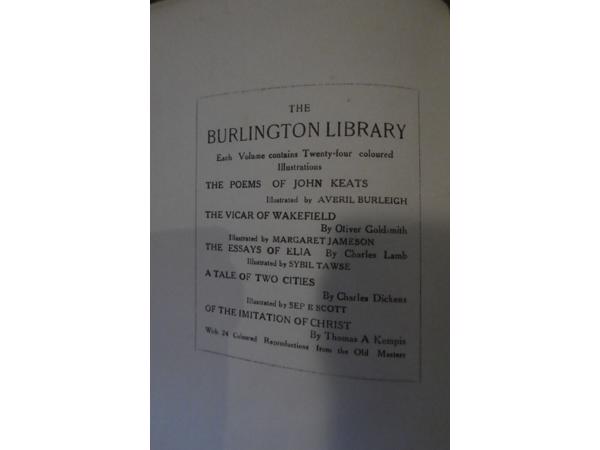 THE
BURLINGTON LIBRARY
Each Volume contains Twenty-four coloured
Illustrations
THE POEMS OF JOHN KEATS
Illustrated by AVERIL BURLEIGH
THE VICAR OF WAKEFIELD
By Oliver Goldsmith
Illustrated by MARGARET JAMESON
THE ESSAYS OF ELIA By Charles Lamb
Illustrated by SYBIL TAWSE
A TALE OF TWO CITIES
By Charles Dickens
Illustrated by SEP E SCOTT
OF THE IMITATION OF CHRIST
By Thomas A Kempis
With 24 Coloured Reproductions from the Old Masters